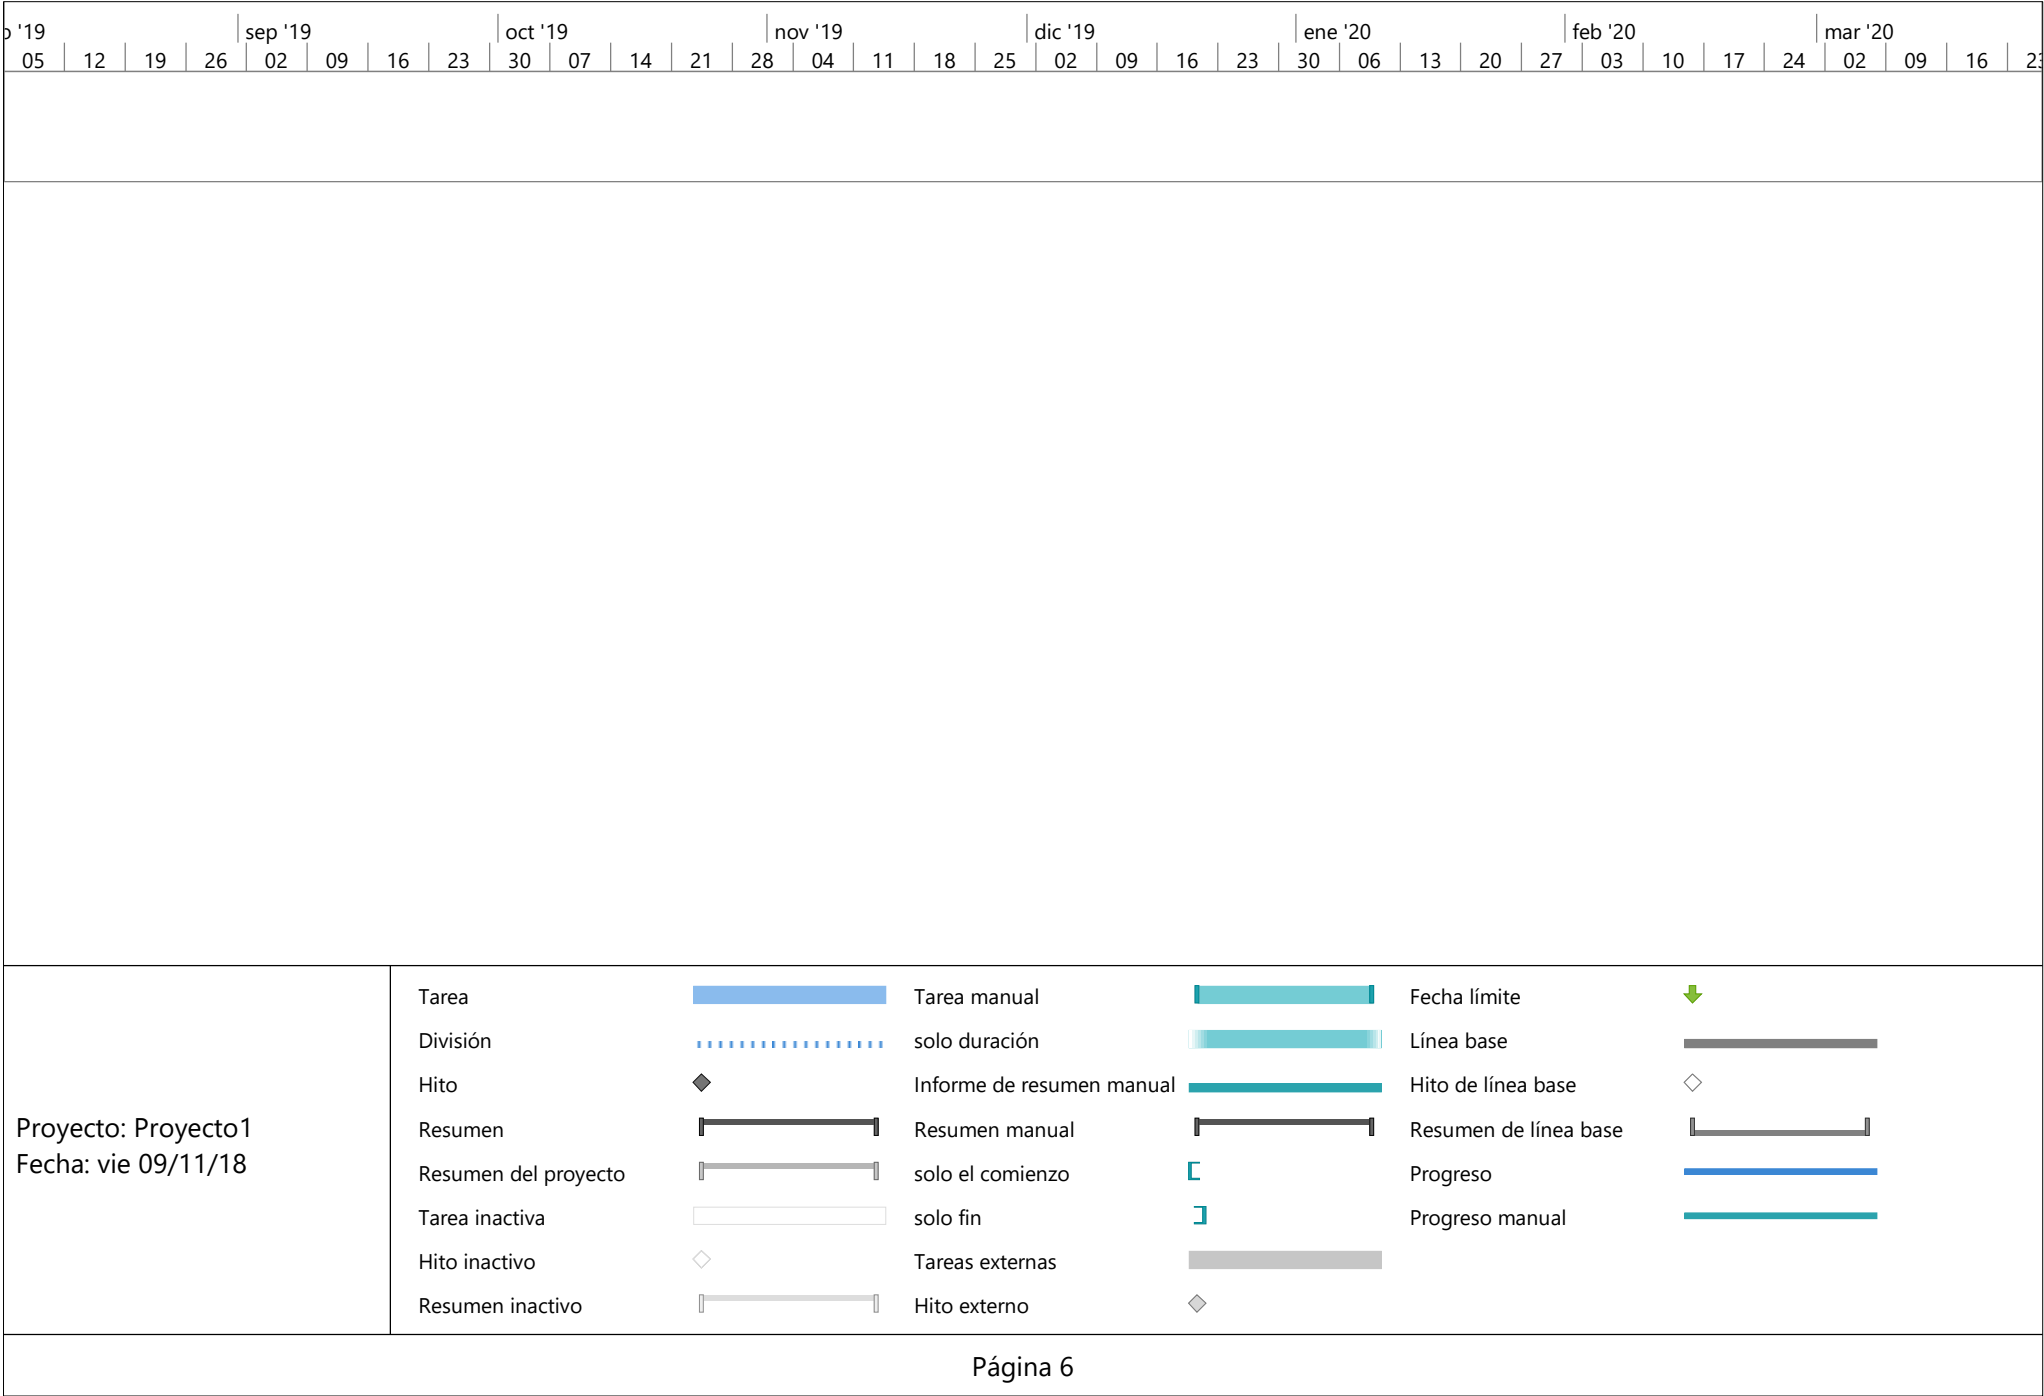 '19 sep '19 oct '19 nov '19 dic '19 ene '20 feb '20 mar '20
05 12 19 26 02 09 16 23 30 07 14 21 28 04 11 18 25 02 09 16 23 30 06 13 20 27 03 10 17 24 02 09 16
Proyecto: Proyecto1
Fecha: vie 09/11/18
Tarea
División
Hito
Resumen
Resumen del proyecto
Tarea inactiva
Hito inactivo
Resumen inactivo
Tarea manual
solo duración
Informe de resumen manual
Resumen manual
solo el comienzo
solo fin
Tareas externas
Hito externo
Fecha límite
Línea base
Hito de línea base
Resumen de línea base
Progreso
Progreso manual
Página 6